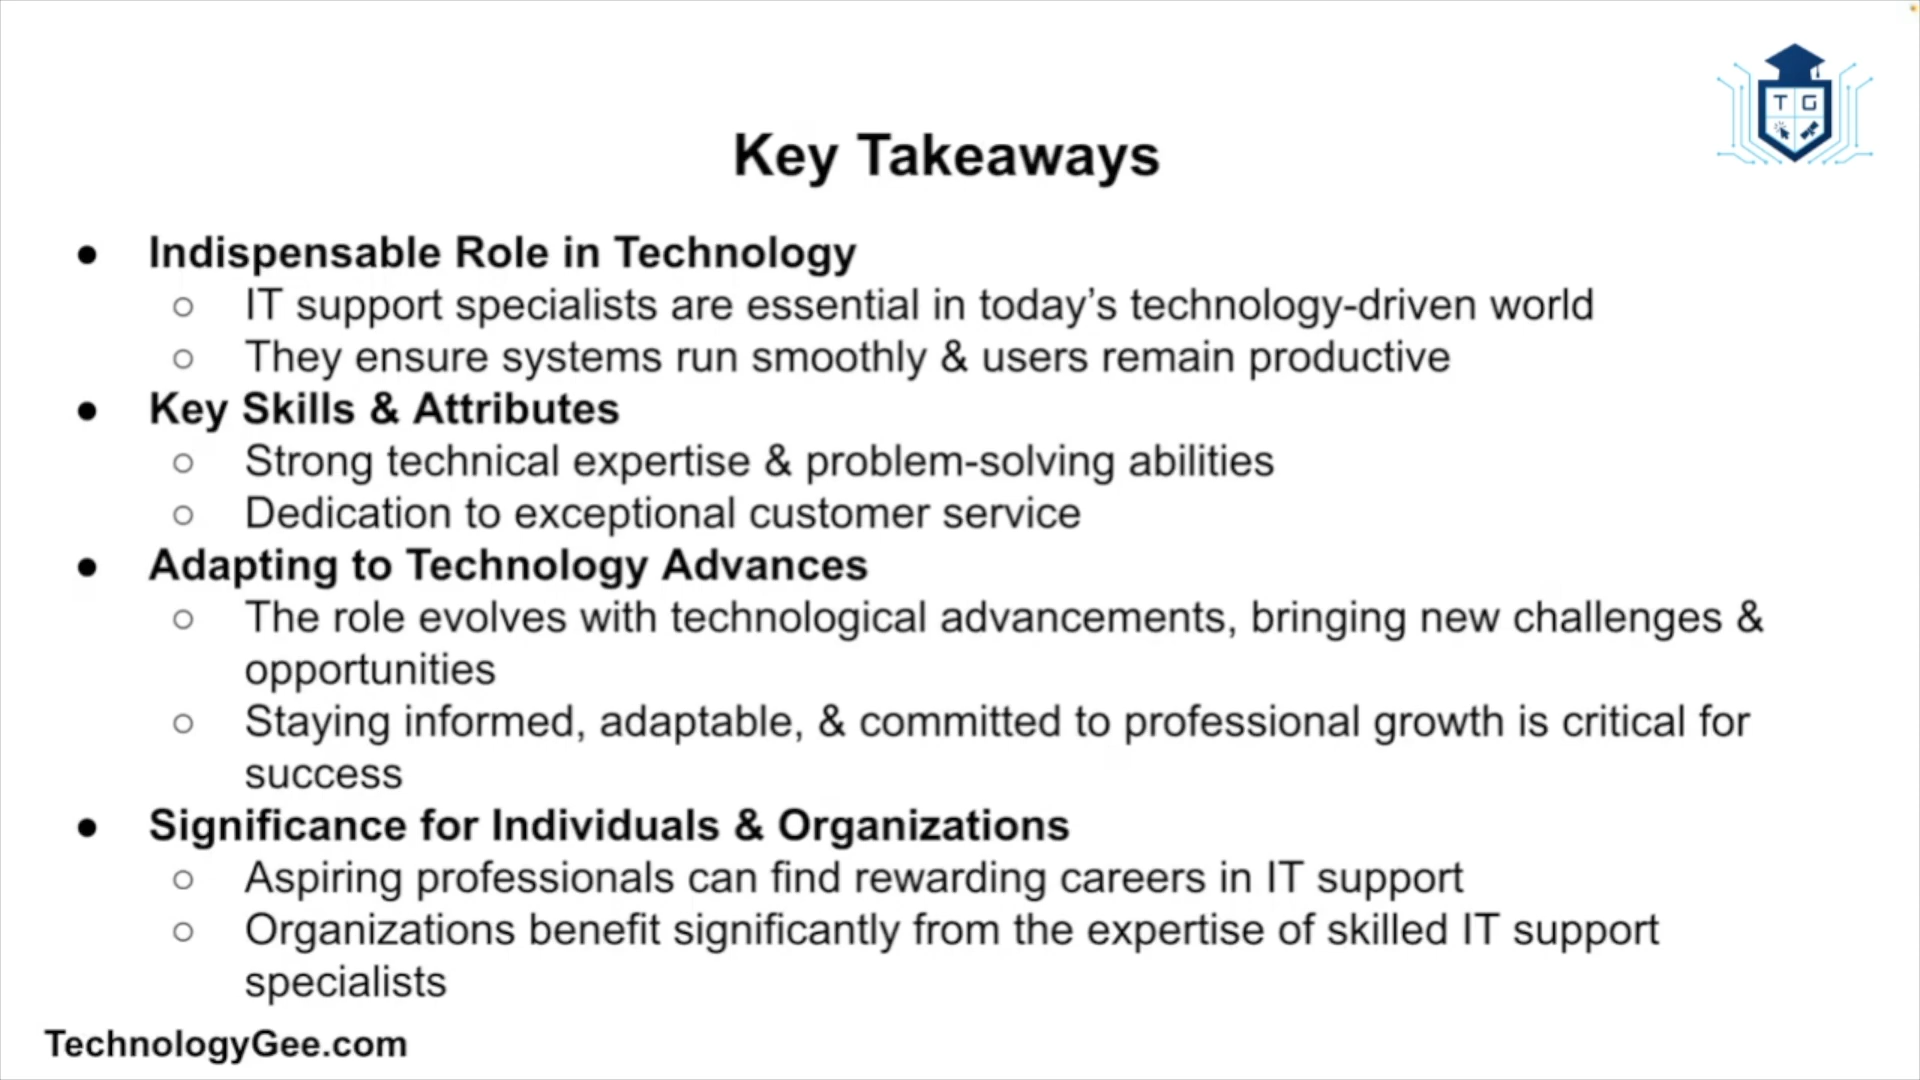 T G
Key Takeaways
● Indispensable Role in Technology
○ IT support specialists are essential in today’s technology-driven world
○ They ensure systems run smoothly & users remain productive
● Key Skills & Attributes
○ Strong technical expertise & problem-solving abilities
○ Dedication to exceptional customer service
● Adapting to Technology Advances
○ The role evolves with technological advancements, bringing new challenges &
opportunities
○ Staying informed, adaptable, & committed to professional growth is critical for
success
● Significance for Individuals & Organizations
○ Aspiring professionals can find rewarding careers in IT support
○ Organizations benefit significantly from the expertise of skilled IT support
specialists
TechnologyGee.com